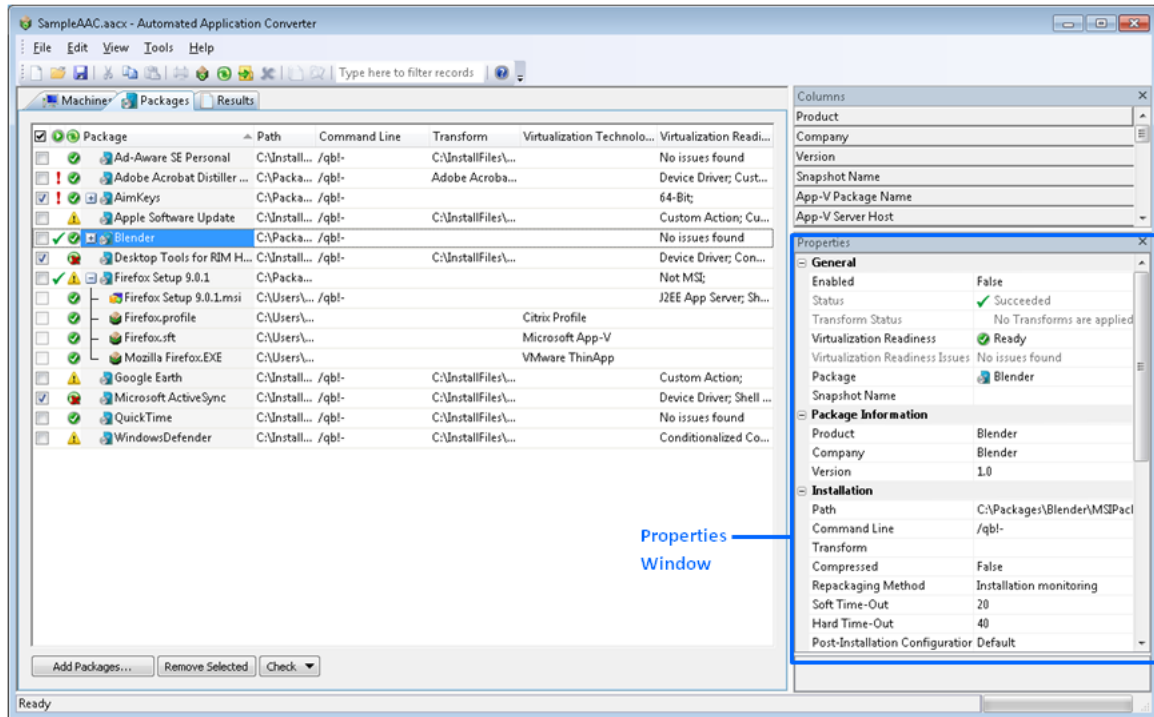 SampleAAC.aacx - Automated Application Converter
File Edit View Tools Help
Type here to filter records
Machines Packages Results
Package Path Command Line Transform Virtualization Technolo... Virtualization Readi...
Ad-Aware SE Personal C:\Install... /qb!- C:\InstallFiles\... No issues found
Adobe Acrobat Distiller ... C:\Packa... /qb!- Adobe Acroba... Device Driver; Cust...
AimKeys C:\Packa... /qb!- 64-Bit;
Apple Software Update C:\Install... /qb!- C:\InstallFiles\... Custom Action; Cu...
Blender C:\Packa... /qb!- No issues found
Desktop Tools for RIM H... C:\Install... /qb!- C:\InstallFiles\... Device Driver; Con...
Firefox Setup 9.0.1 C:\Packa... Not MSI;
Firefox Setup 9.0.1.msi C:\Users\... /qb!- J2EE App Server; Sh...
Firefox.profile C:\Users\... Citrix Profile
Firefox.sft C:\Users\... Microsoft App-V
Mozilla Firefox.EXE C:\Users\... VMware ThinApp
Google Earth C:\Install... /qb!- C:\InstallFiles\... Custom Action;
Microsoft ActiveSync C:\Install... /qb!- C:\InstallFiles\... Device Driver; Shell ...
QuickTime C:\Install... /qb!- C:\InstallFiles\... No issues found
WindowsDefender C:\Install... /qb!- C:\InstallFiles\... Conditionalized Co...
Add Packages... Remove Selected Check
Ready
Properties
Window
Columns
Product
Company
Version
Snapshot Name
App-V Package Name
App-V Server Host
Properties
General
Enabled False
Status Succeeded
Transform Status No Transforms are applied
Virtualization Readiness Ready
Virtualization Readiness Issues No issues found
Package Blender
Snapshot Name
Package Information
Product Blender
Company Blender
Version 1.0
Installation
Path C:\Packages\Blender\MSIPacl
Command Line /qb!-
Transform
Compressed False
Repackaging Method Installation monitoring
Soft Time-Out 20
Hard Time-Out 40
Post-Installation Configuration Default